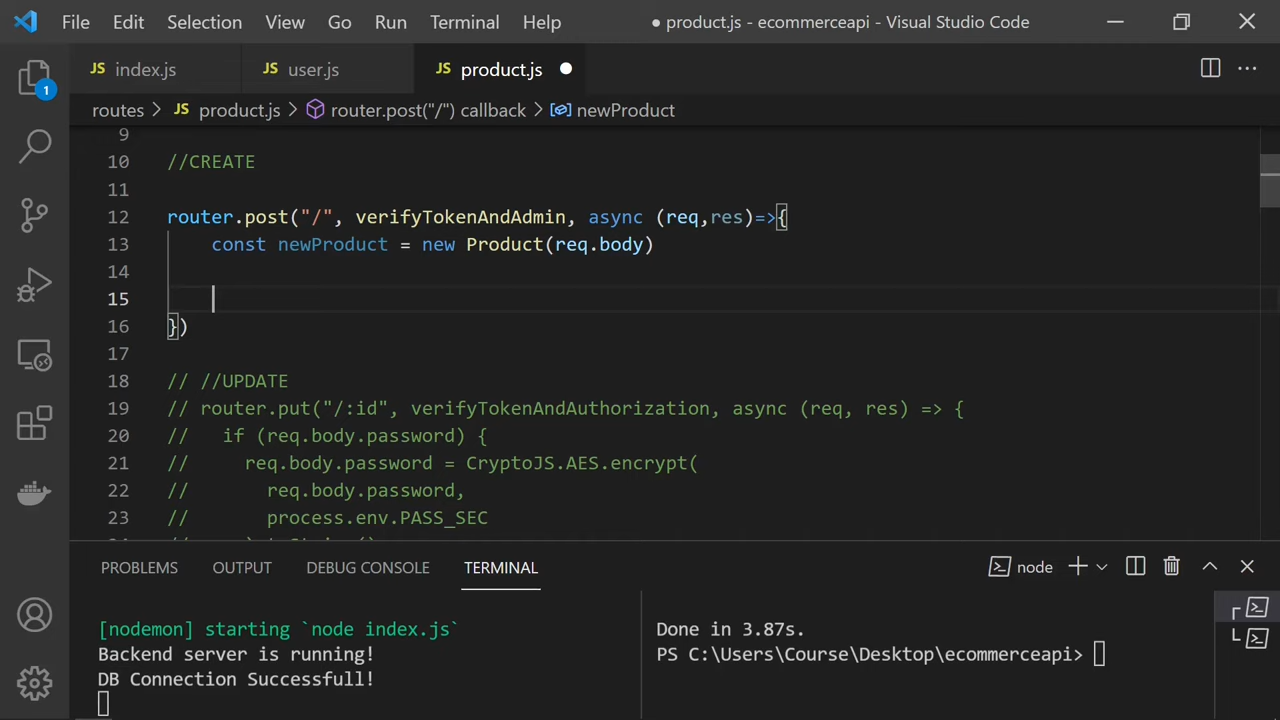 File Edit Selection View Go Run Terminal Help ● product.js - ecommerceapi - Visual Studio Code
JS index.js JS user.js JS product.js ●
routes > JS product.js > router.post("/") callback > newProduct
1
9
10 //CREATE
11
12 router.post("/", verifyTokenAndAdmin, async (req,res)=>{
13 const newProduct = new Product(req.body)
14
15
16 })
17
18 // //UPDATE
19 // router.put("/:id", verifyTokenAndAuthorization, async (req, res) => {
20 // if (req.body.password) {
21 // req.body.password = CryptoJS.AES.encrypt(
22 // req.body.password,
23 // process.env.PASS_SEC
PROBLEMS OUTPUT DEBUG CONSOLE TERMINAL node
[nodemon] starting `node index.js`
Backend server is running!
DB Connection Successfull!
Done in 3.87s.
PS C:\Users\Course\Desktop\ecommerceapi>